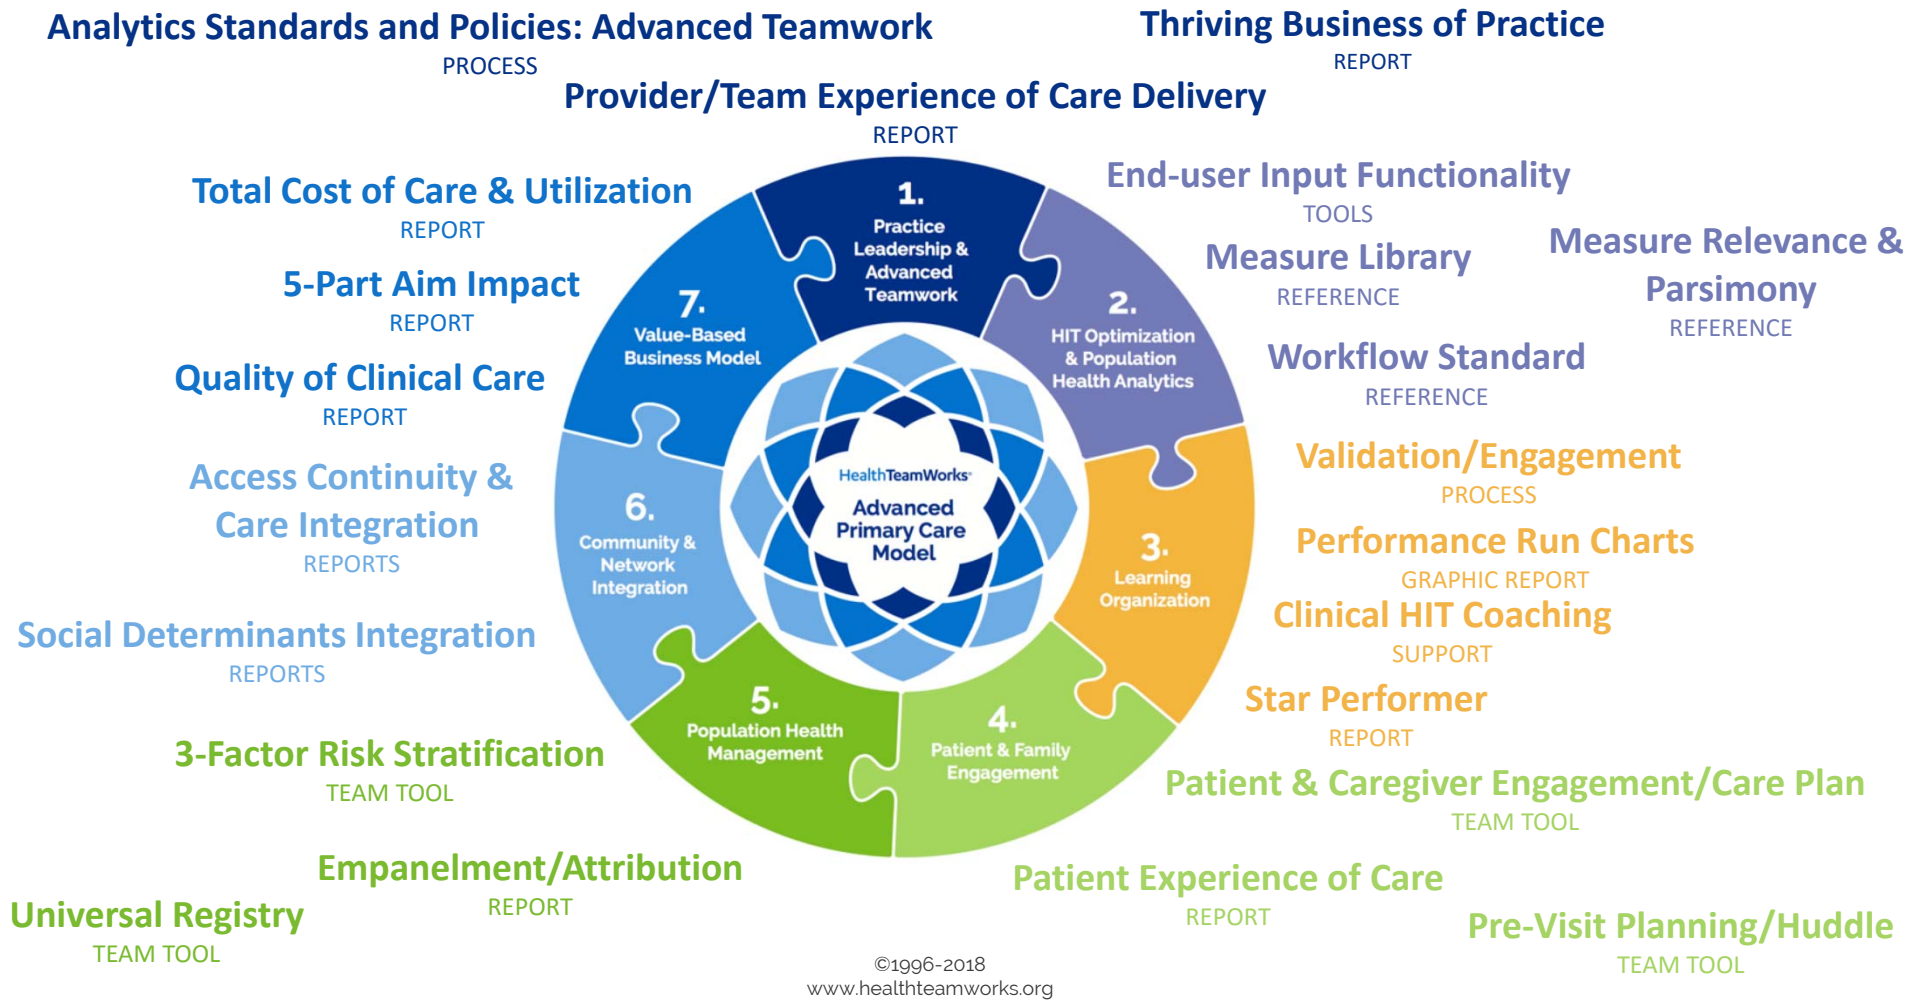 Analytics Standards and Policies: Advanced Teamwork
PROCESS
Thriving Business of Practice
REPORT
Provider/Team Experience of Care Delivery
REPORT
Total Cost of Care & Utilization
REPORT
5-Part Aim Impact
REPORT
Quality of Clinical Care
REPORT
Access Continuity &
Care Integration
REPORTS
Social Determinants Integration
REPORTS
3-Factor Risk Stratification
TEAM TOOL
Empanelment/Attribution
REPORT
Universal Registry
TEAM TOOL
1.
Practice
Leadership &
Advanced
Teamwork
2.
HIT Optimization
& Population
Health Analytics
3.
Learning
Organization
4.
Patient & Family
Engagement
5.
Population Health
Management
6.
Community &
Network
Integration
7.
Value-Based
Business Model
HealthTeamWorks®
Advanced
Primary Care
Model
End-user Input Functionality
TOOLS
Measure Library
REFERENCE
Measure Relevance &
Parsimony
REFERENCE
Workflow Standard
REFERENCE
Validation/Engagement
PROCESS
Performance Run Charts
GRAPHIC REPORT
Clinical HIT Coaching
SUPPORT
Star Performer
REPORT
Patient & Caregiver Engagement/Care Plan
TEAM TOOL
Patient Experience of Care
REPORT
Pre-Visit Planning/Huddle
TEAM TOOL
©1996-2018
www.healthteamworks.org